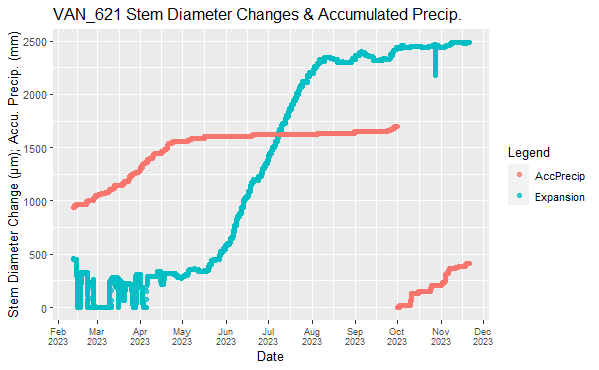 VAN_621 Stem Diameter Changes & Accumulated Precip.
Stem Diameter Change (µm); Accu. Precip. (mm)
2500
2000
1500
1000
500
0
Feb 2023
Mar 2023
Apr 2023
May 2023
Jun 2023
Jul 2023
Aug 2023
Sep 2023
Oct 2023
Nov 2023
Dec 2023
Date
Legend
AccPrecip
Expansion